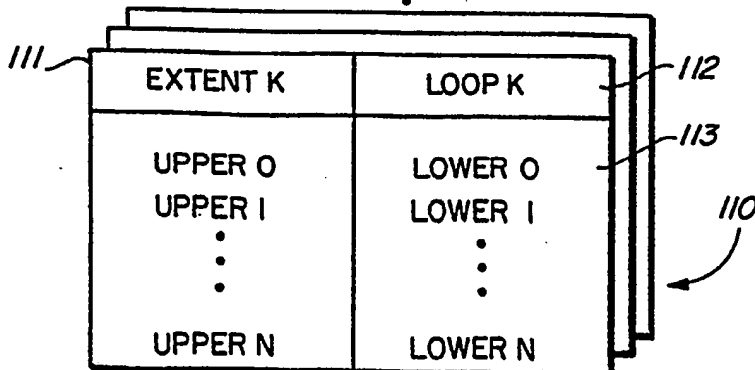 111
EXTENT K LOOP K
112
113
UPPER O LOWER O
UPPER I LOWER I
110
UPPER N LOWER N